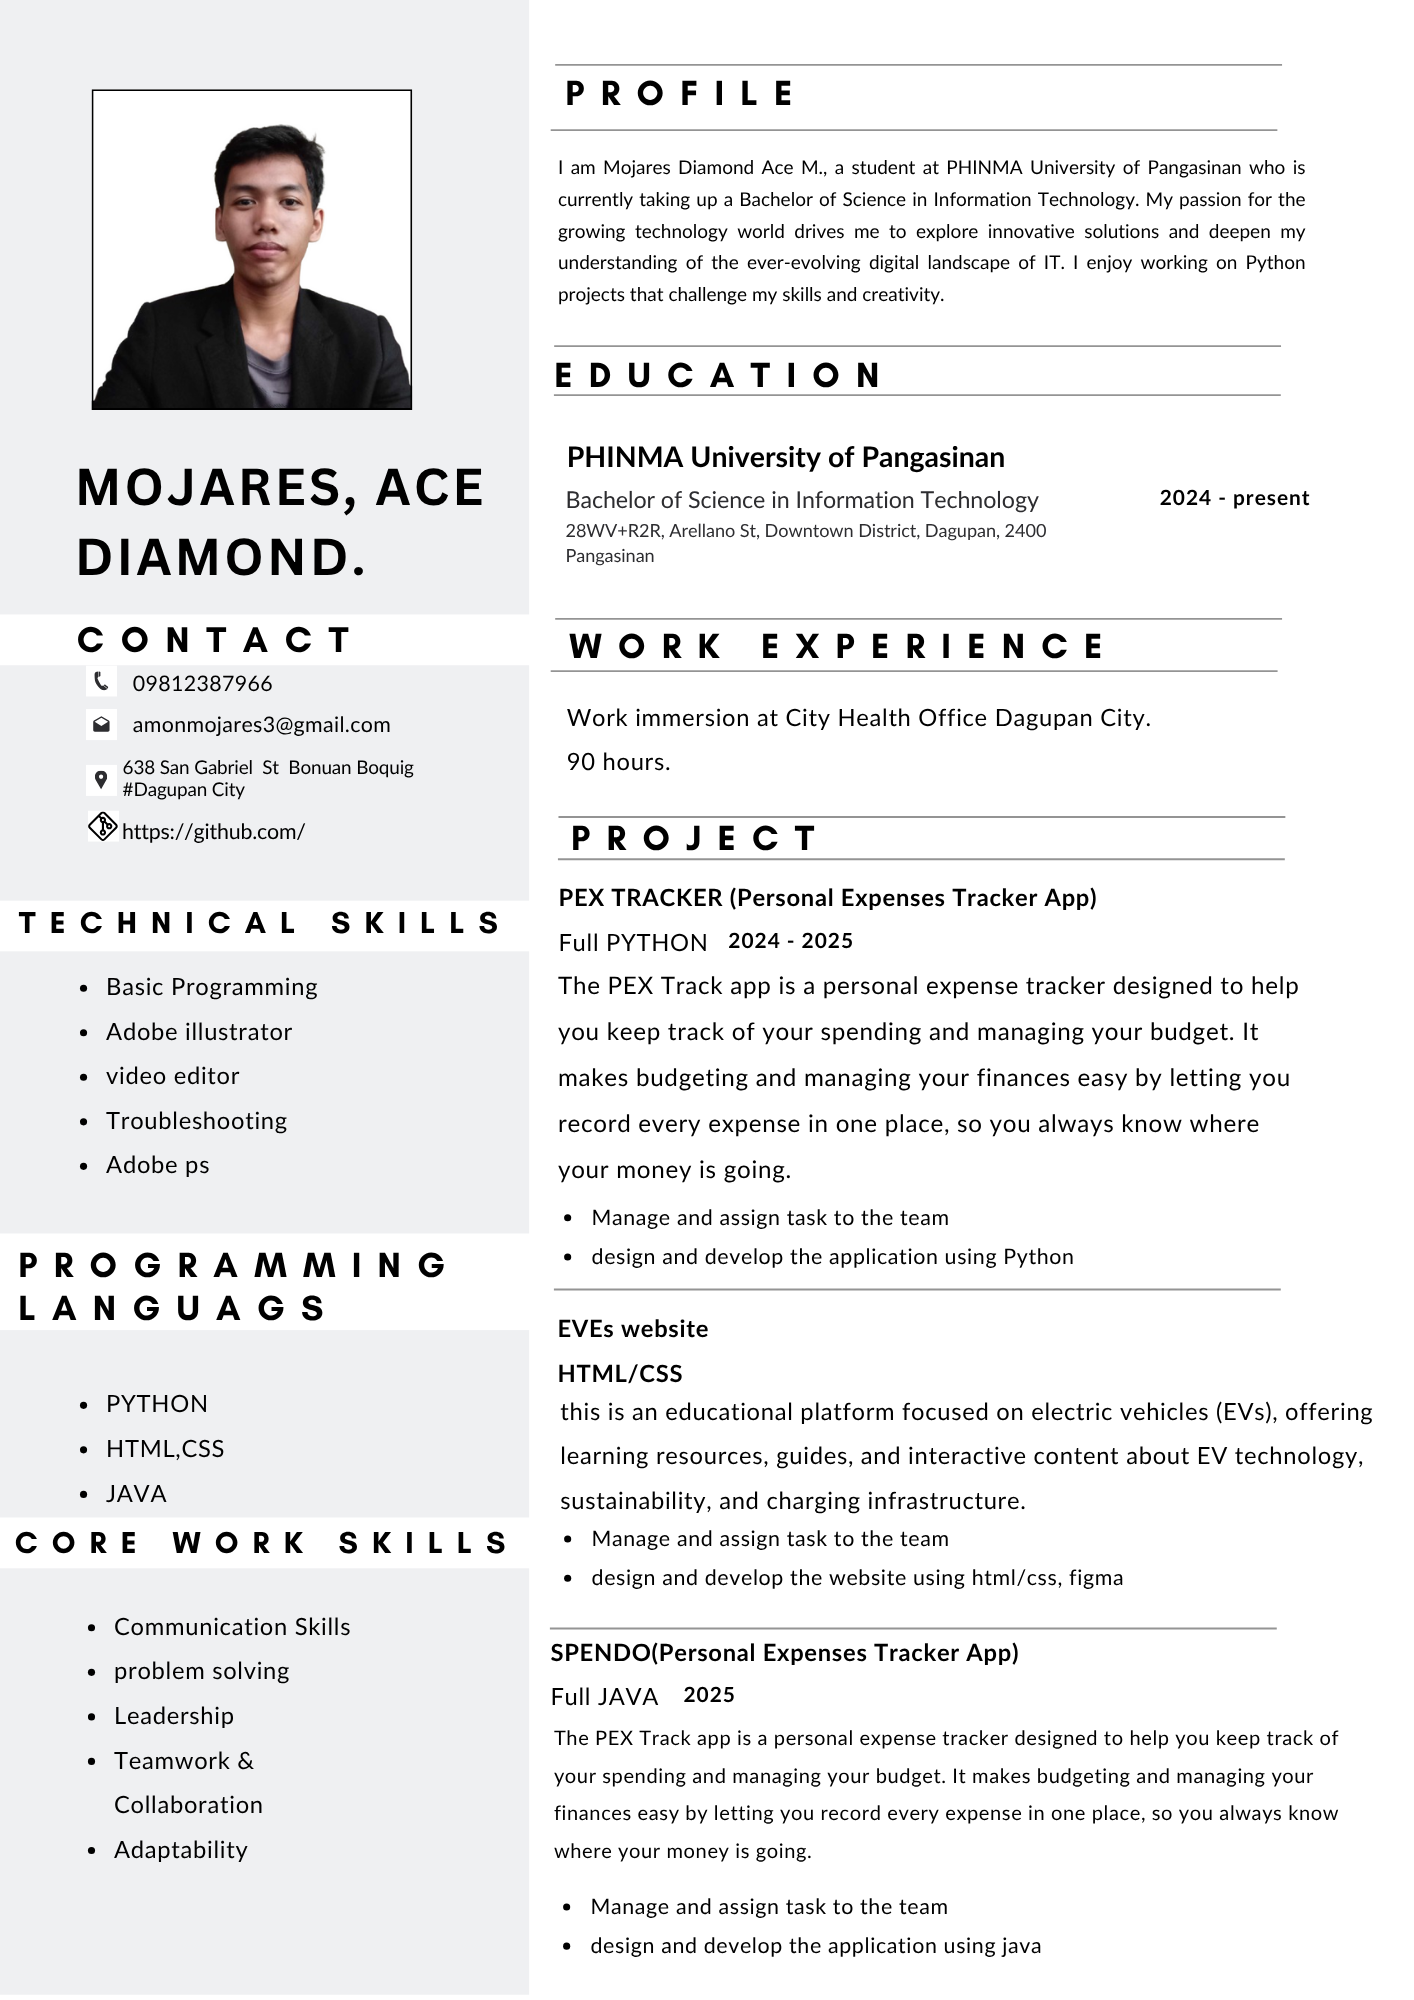 MOJARES, ACE
DIAMOND.
CONTACT
09812387966
amonmojares3@gmail.com
638 San Gabriel St Bonuan Boquig
#Dagupan City
https://github.com/
TECHNICAL SKILLS
• Basic Programming
• Adobe illustrator
• video editor
• Troubleshooting
• Adobe ps
PROGRAMMING
LANGUAGS
• PYTHON
• HTML,CSS
• JAVA
CORE WORK SKILLS
• Communication Skills
• problem solving
• Leadership
• Teamwork &
Collaboration
• Adaptability
PROFILE
I am Mojares Diamond Ace M., a student at PHINMA University of Pangasinan who is
currently taking up a Bachelor of Science in Information Technology. My passion for the
growing technology world drives me to explore innovative solutions and deepen my
understanding of the ever-evolving digital landscape of IT. I enjoy working on Python
projects that challenge my skills and creativity.
EDUCATION
PHINMA University of Pangasinan
Bachelor of Science in Information Technology 2024 - present
28WV+R2R, Arellano St, Downtown District, Dagupan, 2400
Pangasinan
WORK EXPERIENCE
Work immersion at City Health Office Dagupan City.
90 hours.
PROJECT
PEX TRACKER (Personal Expenses Tracker App)
Full PYTHON 2024 - 2025
The PEX Track app is a personal expense tracker designed to help
you keep track of your spending and managing your budget. It
makes budgeting and managing your finances easy by letting you
record every expense in one place, so you always know where
your money is going.
• Manage and assign task to the team
• design and develop the application using Python
EVEs website
HTML/CSS
this is an educational platform focused on electric vehicles (EVs), offering
learning resources, guides, and interactive content about EV technology,
sustainability, and charging infrastructure.
• Manage and assign task to the team
• design and develop the website using html/css, figma
SPENDO(Personal Expenses Tracker App)
Full JAVA 2025
The PEX Track app is a personal expense tracker designed to help you keep track of
your spending and managing your budget. It makes budgeting and managing your
finances easy by letting you record every expense in one place, so you always know
where your money is going.
• Manage and assign task to the team
• design and develop the application using java